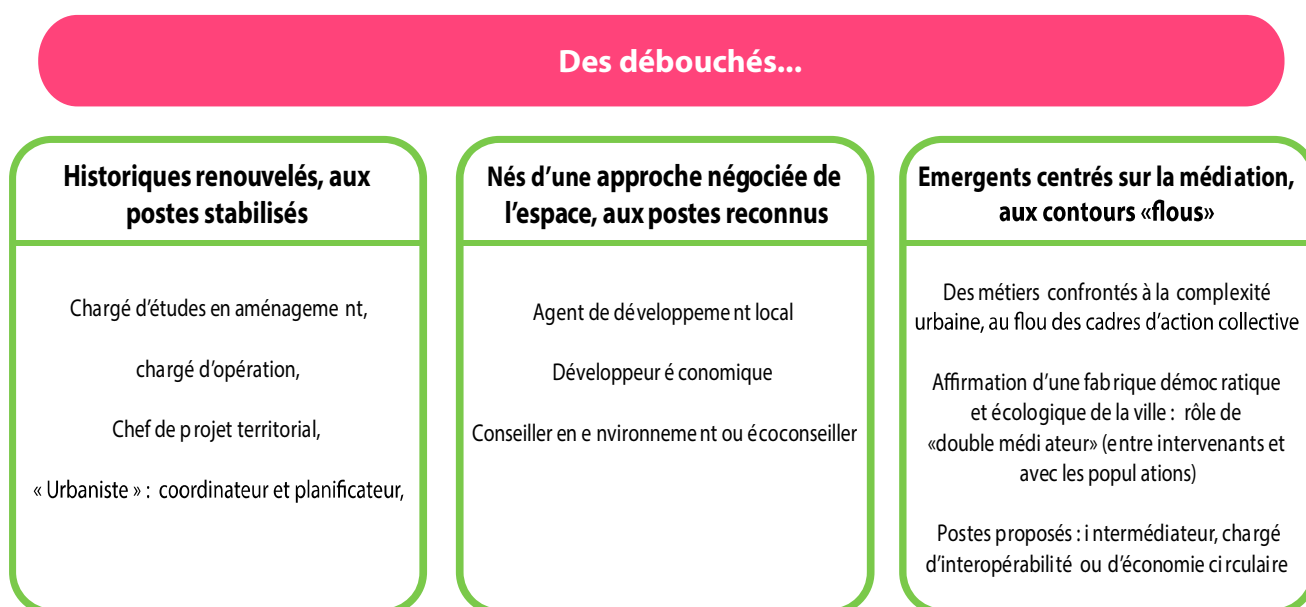 Des débouchés...
Historiques renouvelés, aux
postes stabilisés
Chargé d'études en aménageme nt,
chargé d'opération,
Chef de projet territorial,
« Urbaniste » : coordinateur et planificateur,
Nés d'une approche négociée de
l'espace, aux postes reconnus
Agent de dé veloppeme nt local
Développeur é conomique
Conseiller en e nvironneme nt ou écoconseiller
Emergents centrés sur la médiation,
aux contours «flous»
Des métiers confrontés à la complexité
urbaine, au flou des cadres d'action collective
Affirmation d'une fab rique démoc ratique
et écologique de la ville : rôle de
«double médi ateur» (entre intervenants et
avec les popul ations)
Postes proposés : i ntermédiateur, chargé
d'interopérabilité ou d'économie ci rculaire